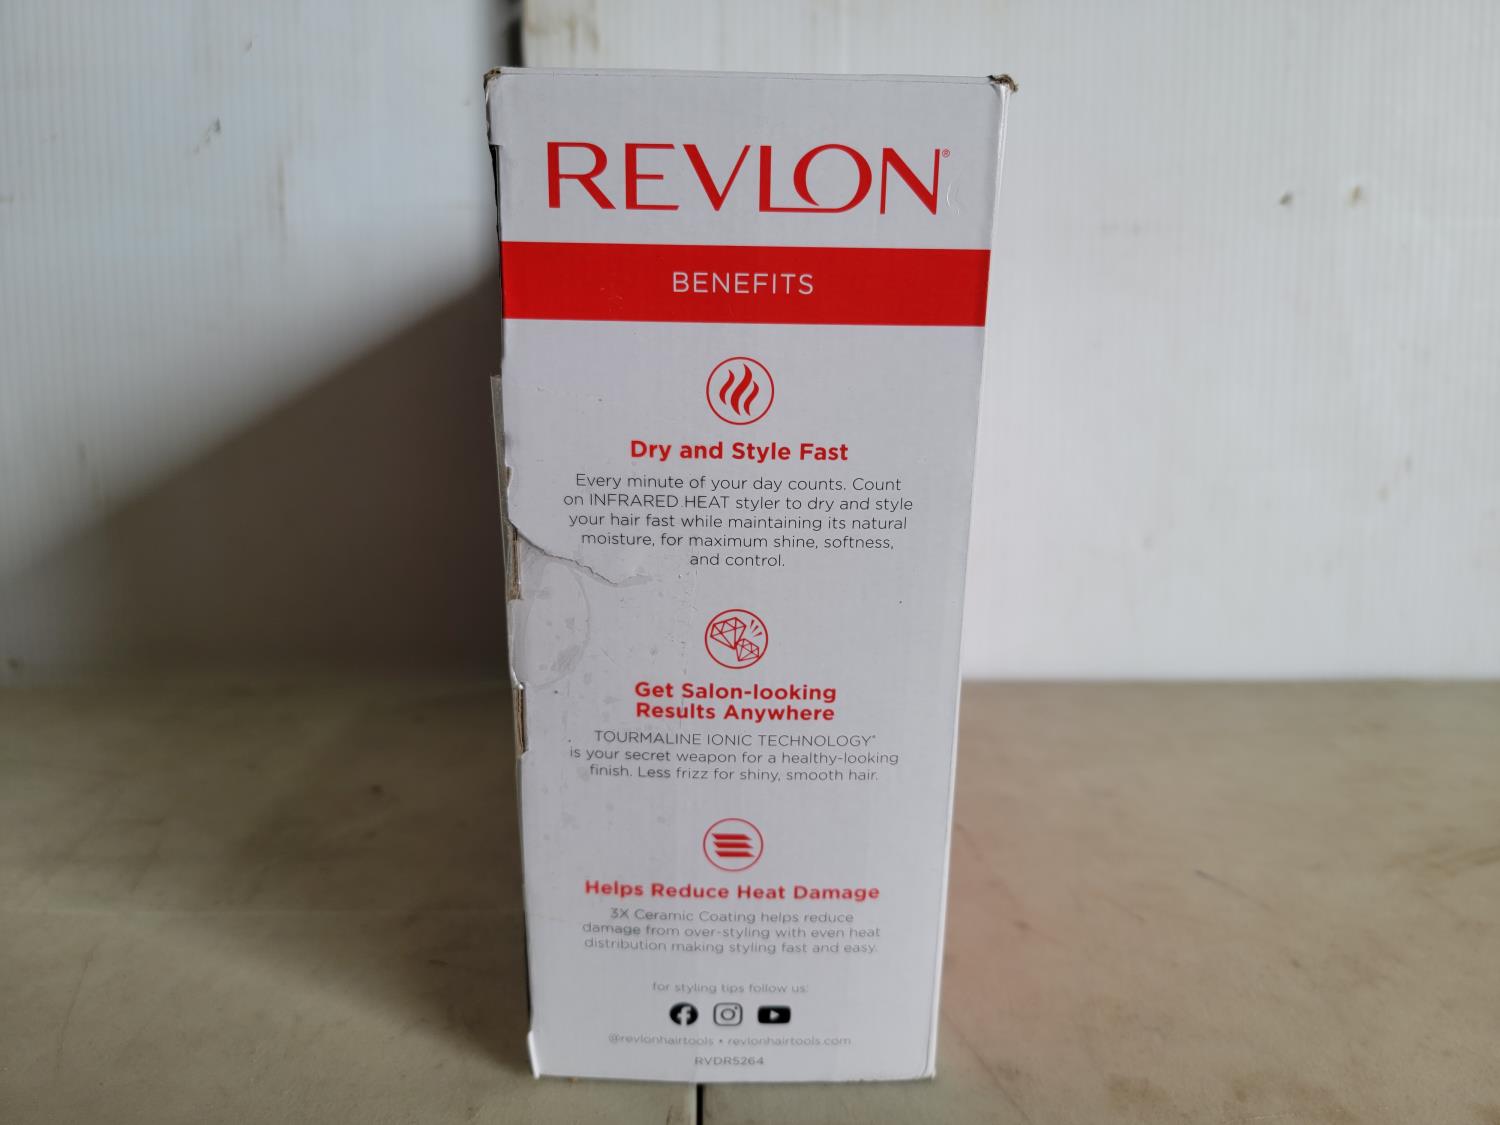 REVLON®
BENEFITS
Dry and Style Fast
Every minute of your day counts. Count
on INFRARED HEAT styler to dry and style
your hair fast while maintaining its natural
moisture, for maximum shine, softness,
and control.
Get Salon-looking
Results Anywhere
TOURMALINE IONIC TECHNOLOGY*
is your secret weapon for a healthy-looking
finish. Less frizz for shiny, smooth hair.
Helps Reduce Heat Damage
3X Ceramic Coating helps reduce
damage from over-styling with even heat
distribution making styling fast and easy.
for styling tips follow us:
@revlonhairtools • revlonhairtools.com
RVDR5264